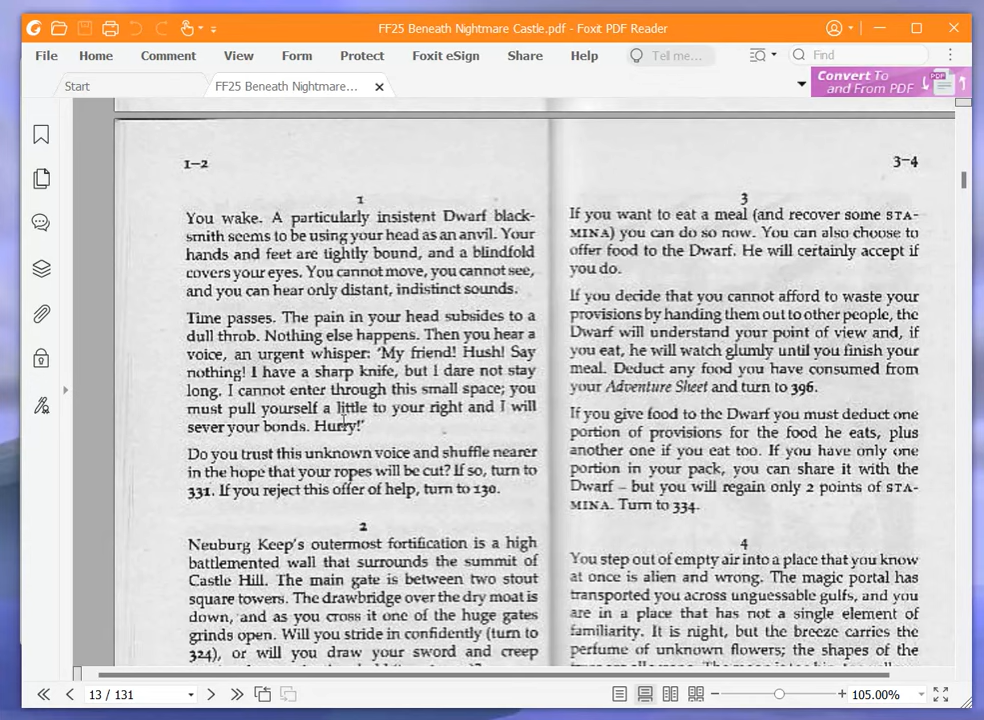 FF25 Beneath Nightmare Castle.pdf - Foxit PDF Reader
File Home Comment View Form Protect Foxit eSign Share Help Tell me... Find
Start FF25 Beneath Nightmare... Convert To
and From PDF
PDF
1–2
1
You wake. A particularly insistent Dwarf black-
smith seems to be using your head as an anvil. Your
hands and feet are tightly bound, and a blindfold
covers your eyes. You cannot move, you cannot see,
and you can hear only distant, indistinct sounds.
Time passes. The pain in your head subsides to a
dull throb. Nothing else happens. Then you hear a
voice, an urgent whisper: 'My friend! Hush! Say
nothing! I have a sharp knife, but I dare not stay
long. I cannot enter through this small space; you
must pull yourself a little to your right and I will
sever your bonds. Hurry!'
Do you trust this unknown voice and shuffle nearer
in the hope that your ropes will be cut? If so, turn to
331. If you reject this offer of help, turn to 130.
2
Neuburg Keep's outermost fortification is a high
battlemented wall that surrounds the summit of
Castle Hill. The main gate is between two stout
square towers. The drawbridge over the dry moat is
down, and as you cross it one of the huge gates
grinds open. Will you stride in confidently (turn to
324), or will you draw your sword and creep
3–4
3
If you want to eat a meal (and recover some STA-
MINA) you can do so now. You can also choose to
offer food to the Dwarf. He will certainly accept if
you do.
If you decide that you cannot afford to waste your
provisions by handing them out to other people, the
Dwarf will understand your point of view and, if
you eat, he will watch glumly until you finish your
meal. Deduct any food you have consumed from
your Adventure Sheet and turn to 396.
If you give food to the Dwarf you must deduct one
portion of provisions for the food he eats, plus
another one if you eat too. If you have only one
portion in your pack, you can share it with the
Dwarf – but you will regain only 2 points of STA-
MINA. Turn to 334.
4
You step out of empty air into a place that you know
at once is alien and wrong. The magic portal has
transported you across unguessable gulfs, and you
are in a place that has not a single element of
familiarity. It is night, but the breeze carries the
perfume of unknown flowers; the shapes of the
13 / 131 105.00%